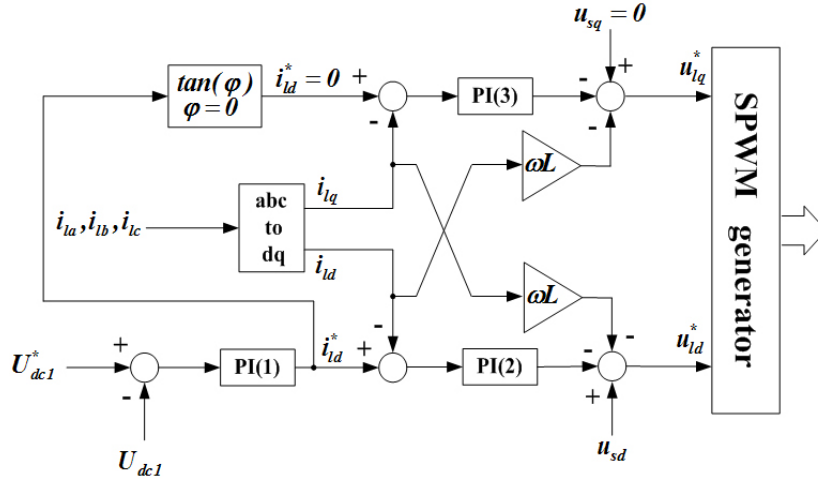 u_sq = 0
tan(φ)
φ = 0
i*_ld = 0
+
-
PI(3)
-
+
-
u*_lq
ωL
i_la, i_lb, i_lc
abc
to
dq
i_lq
i_ld
ωL
SPWM generator
U*_dc1
+
-
PI(1)
i*_ld
+
-
PI(2)
-
-
+
u*_ld
U_dc1
u_sd